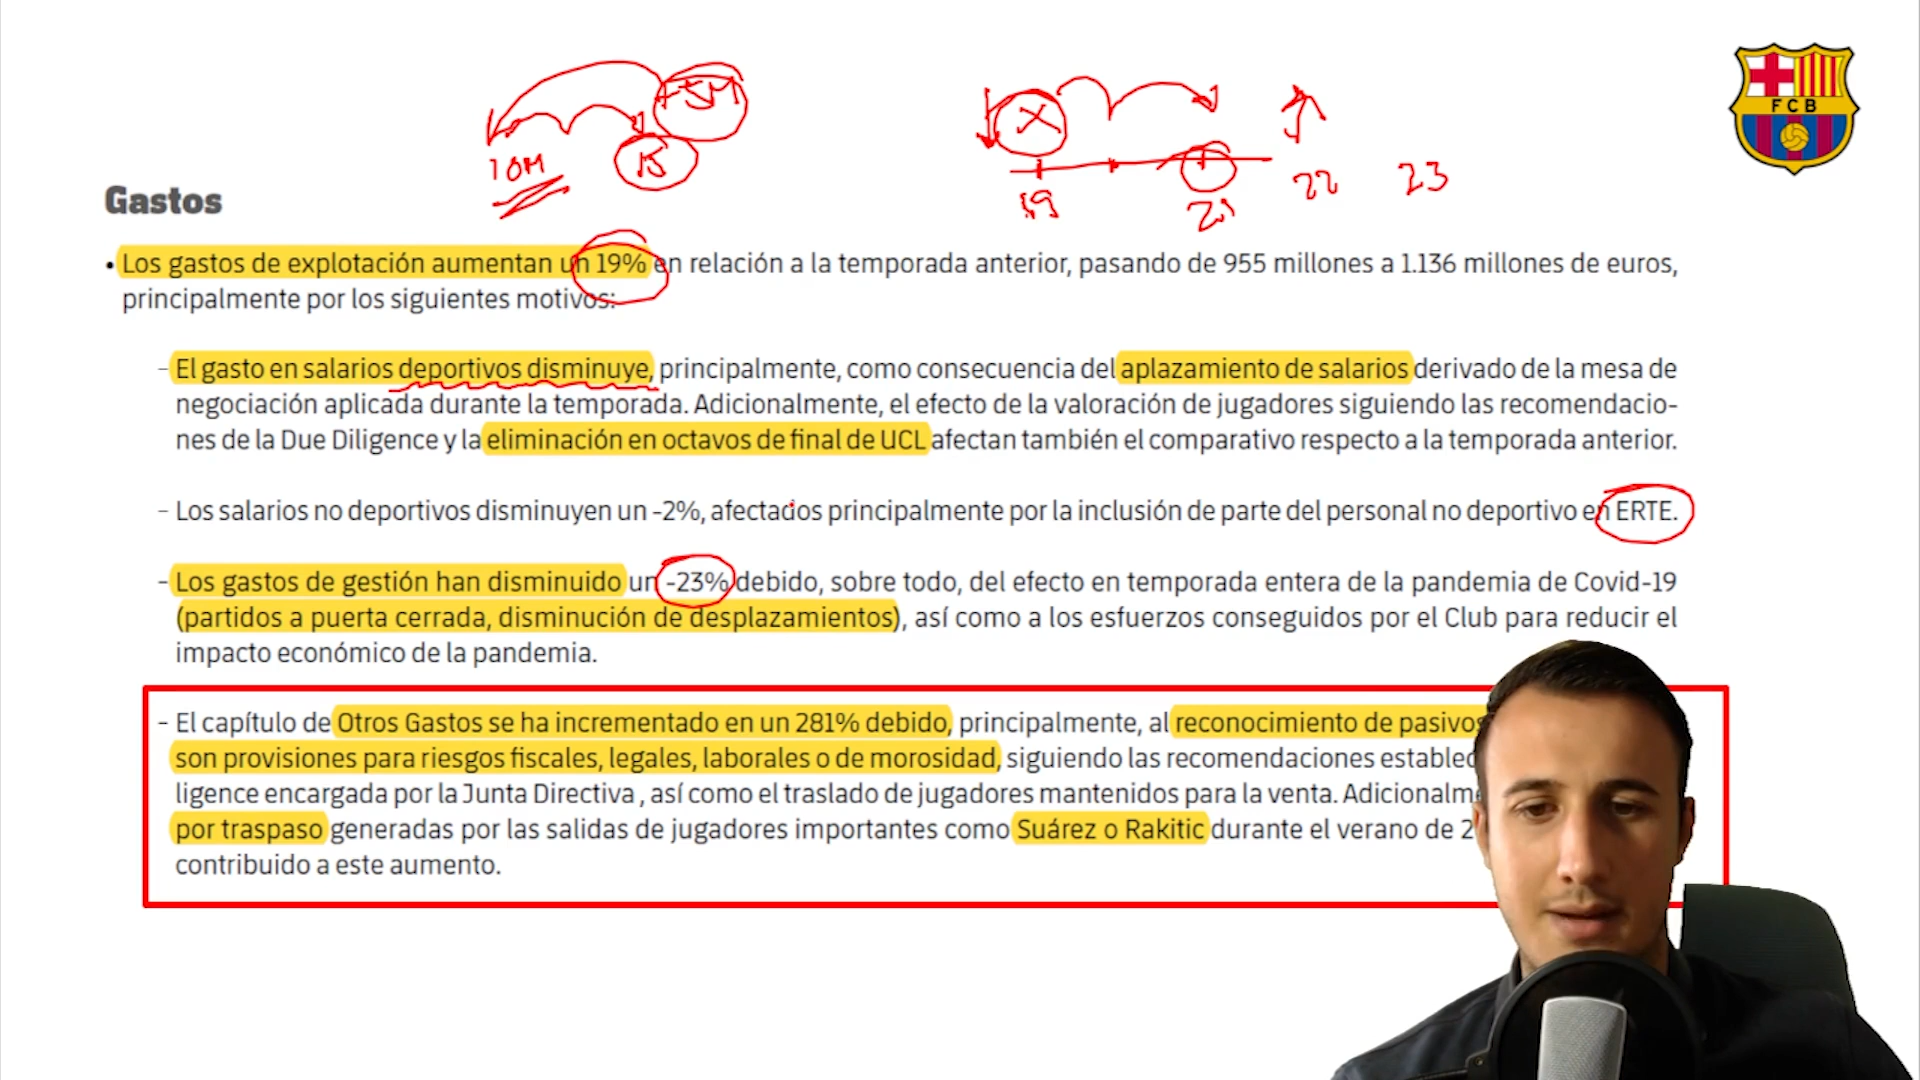 +5M
X
FCB
10M
15
19
21
22
23
Gastos
• Los gastos de explotación aumentan un 19% en relación a la temporada anterior, pasando de 955 millones a 1.136 millones de euros,
principalmente por los siguientes motivos:
– El gasto en salarios deportivos disminuye, principalmente, como consecuencia del aplazamiento de salarios derivado de la mesa de
negociación aplicada durante la temporada. Adicionalmente, el efecto de la valoración de jugadores siguiendo las recomendacio-
nes de la Due Diligence y la eliminación en octavos de final de UCL afectan también el comparativo respecto a la temporada anterior.
– Los salarios no deportivos disminuyen un -2%, afectados principalmente por la inclusión de parte del personal no deportivo en ERTE.
– Los gastos de gestión han disminuido un -23% debido, sobre todo, del efecto en temporada entera de la pandemia de Covid-19
(partidos a puerta cerrada, disminución de desplazamientos), así como a los esfuerzos conseguidos por el Club para reducir el
impacto económico de la pandemia.
– El capítulo de Otros Gastos se ha incrementado en un 281% debido, principalmente, al reconocimiento de pasivos
son provisiones para riesgos fiscales, legales, laborales o de morosidad, siguiendo las recomendaciones
ligence encargada por la Junta Directiva , así como el traslado de jugadores mantenidos para la venta.
por traspaso generadas por las salidas de jugadores importantes como Suárez o Rakitic durante el verano de
contribuido a este aumento.